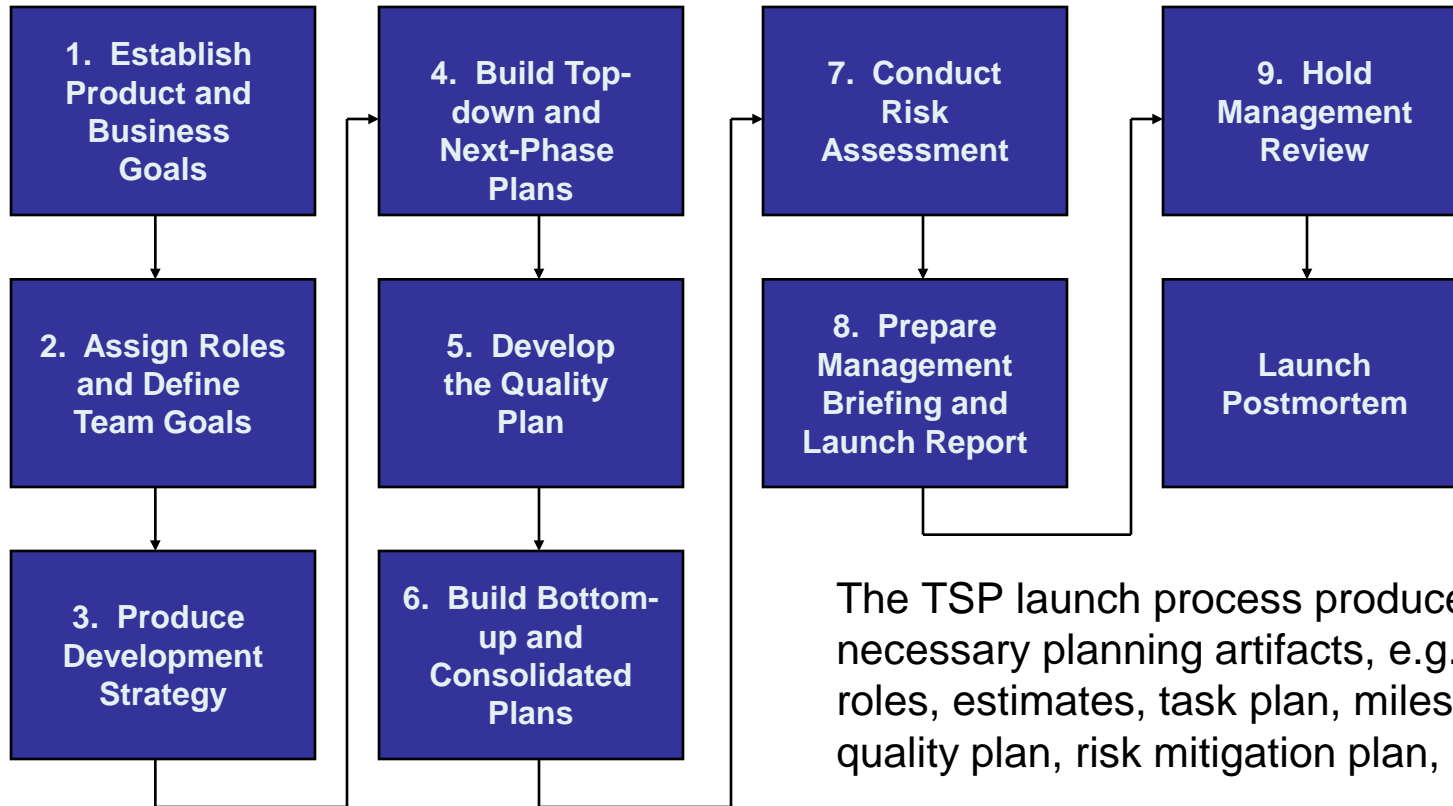 1. Establish
Product and
Business
Goals
2. Assign Roles
and Define
Team Goals
3. Produce
Development
Strategy
4. Build Top-
down and
Next-Phase
Plans
5. Develop
the Quality
Plan
6. Build Bottom-
up and
Consolidated
Plans
7. Conduct
Risk
Assessment
8. Prepare
Management
Briefing and
Launch Report
9. Hold
Management
Review
Launch
Postmortem
The TSP launch process produce
necessary planning artifacts, e.g.
roles, estimates, task plan, miles
quality plan, risk mitigation plan,